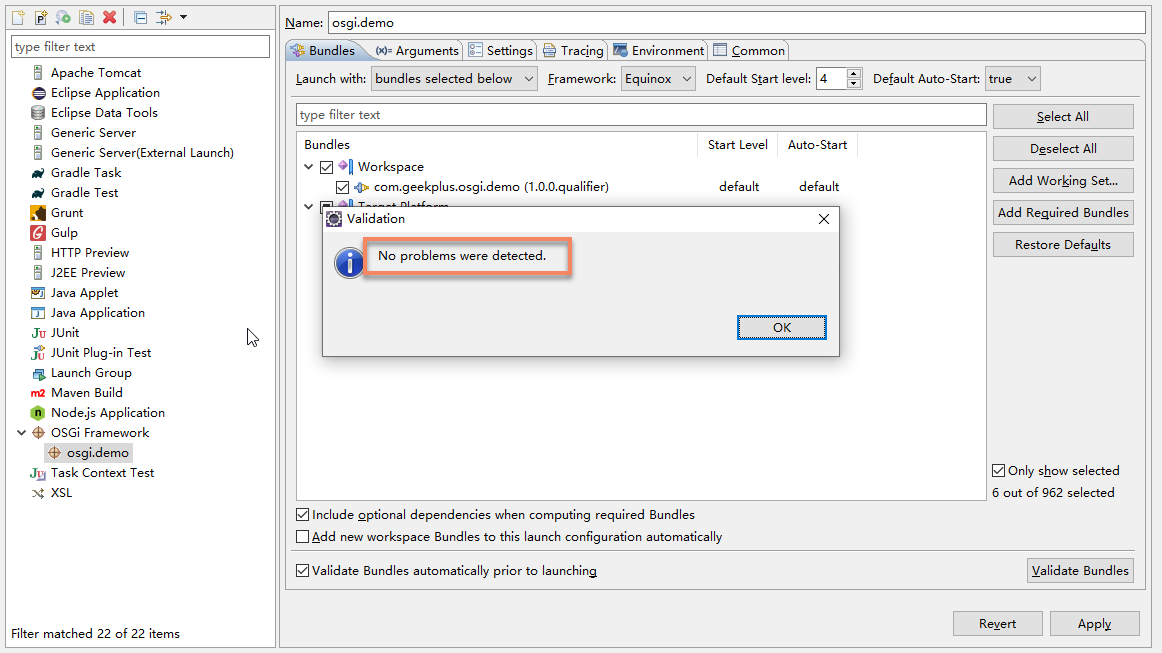 Name: osgi.demo
type filter text
Apache Tomcat
Eclipse Application
Eclipse Data Tools
Generic Server
Generic Server(External Launch)
Gradle Task
Gradle Test
Grunt
Gulp
HTTP Preview
J2EE Preview
Java Applet
Java Application
JUnit
JUnit Plug-in Test
Launch Group
Maven Build
Node.js Application
OSGi Framework
osgi.demo
Task Context Test
XSL
Filter matched 22 of 22 items
Bundles (x)= Arguments Settings Tracing Environment Common
Launch with: bundles selected below Framework: Equinox Default Start level: 4 Default Auto-Start: true
type filter text
Bundles Start Level Auto-Start
Workspace
com.geekplus.osgi.demo (1.0.0.qualifier) default default
Target Platform
Validation
No problems were detected.
OK
Select All
Deselect All
Add Working Set...
Add Required Bundles
Restore Defaults
Only show selected
6 out of 962 selected
Include optional dependencies when computing required Bundles
Add new workspace Bundles to this launch configuration automatically
Validate Bundles automatically prior to launching
Validate Bundles
Revert Apply